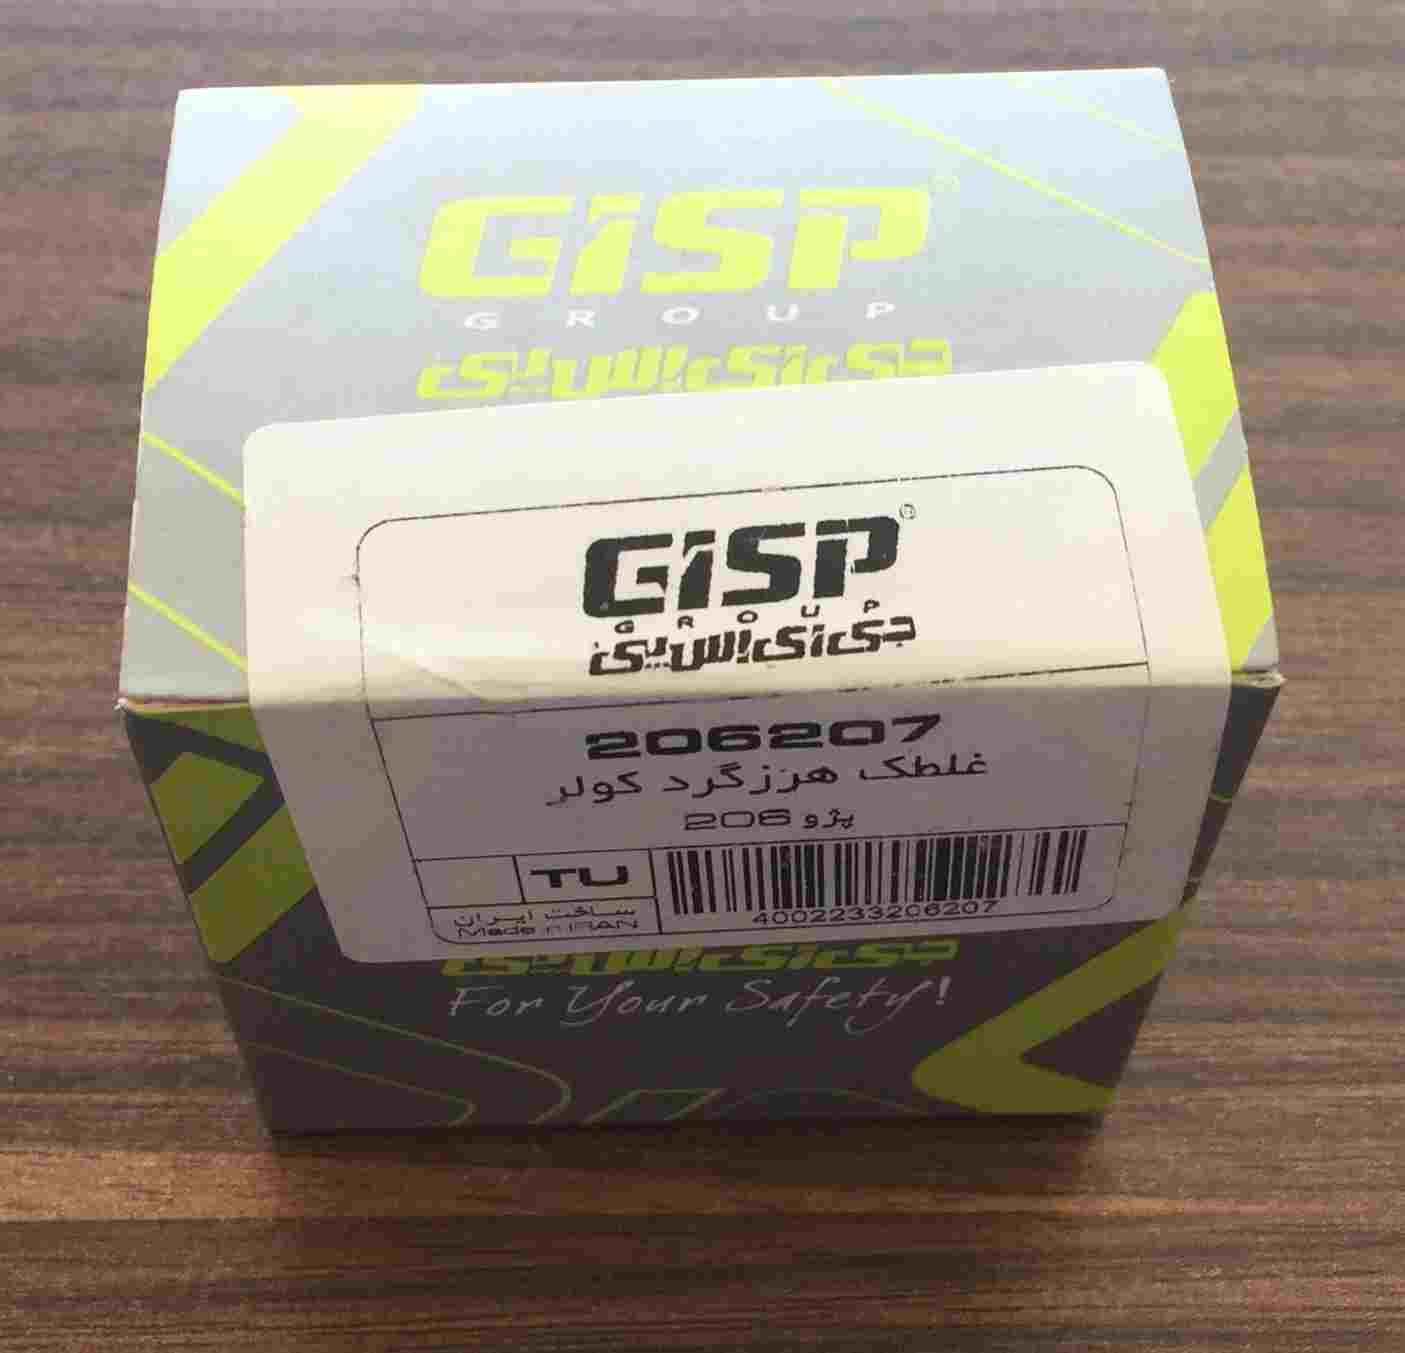 GISP®
GROUP
جی‌ای‌اس‌پی
GISP®
GROUP
جی‌ای‌اس‌پی
206207
غلطک هرزگرد کولر
پژو 206
TU
ساخت ایران
Made in IRAN
4002233206207
جی‌ای‌اس‌پی
For Your Safety!